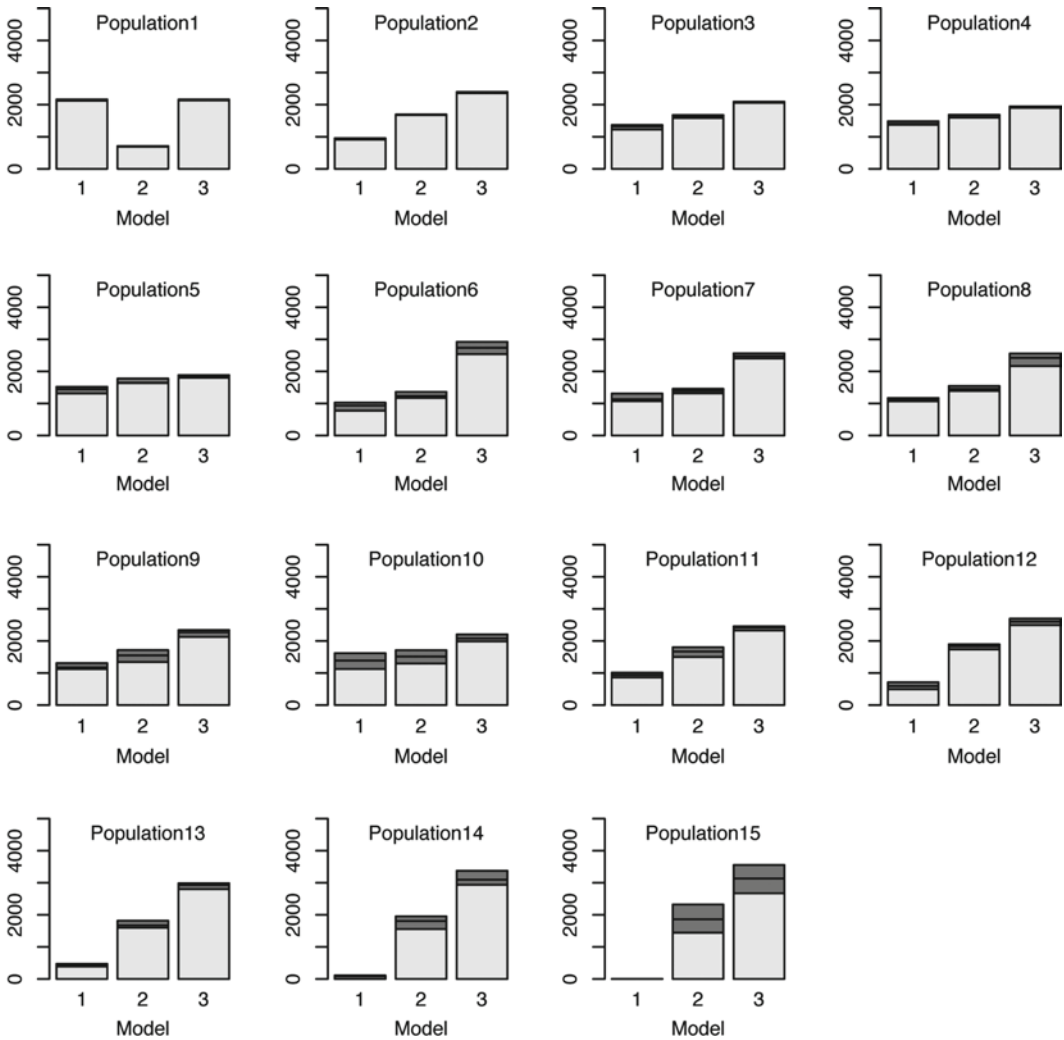 Population1 Population2 Population3 Population4
4000 4000 4000 4000
2000 2000 2000 2000
0 0 0 0
1 2 3 1 2 3 1 2 3 1 2 3
Model Model Model Model
Population5 Population6 Population7 Population8
4000 4000 4000 4000
2000 2000 2000 2000
0 0 0 0
1 2 3 1 2 3 1 2 3 1 2 3
Model Model Model Model
Population9 Population10 Population11 Population12
4000 4000 4000 4000
2000 2000 2000 2000
0 0 0 0
1 2 3 1 2 3 1 2 3 1 2 3
Model Model Model Model
Population13 Population14 Population15
4000 4000 4000
2000 2000 2000
0 0 0
1 2 3 1 2 3 1 2 3
Model Model Model